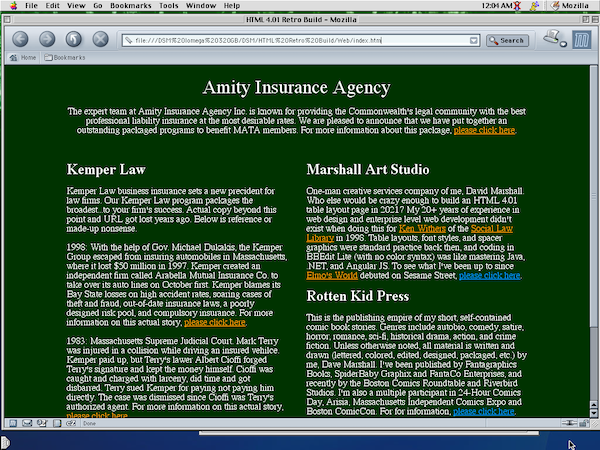 File Edit View Go Bookmarks Tools Window Help 12:04 AM Mozilla
HTML 4.01 Retro Build - Mozilla
file:///DSM%20Iomega%20320GB/DSM/HTML%20Retro%20Build/Web/index.htm Search
Home Bookmarks
Amity Insurance Agency
The expert team at Amity Insurance Agency Inc. is known for providing the Commonwealth's legal community with the best
professional liability insurance at the most desirable rates. We are pleased to announce that we have put together an
outstanding packaged programs to benefit MATA members. For more information about this package, please click here.
Kemper Law
Kemper Law business insurance sets a new precident for
law firms. Our Kemper Law program packages the
broadest..to your firm's success. Actual copy beyond this
point and URL got lost years ago. Below is reference or
made-up nonsense.
1998: With the help of Gov. Michael Dukakis, the Kemper
Group escaped from insuring automobiles in Massachusetts,
where it lost $50 million in 1997. Kemper created an
independent firm called Arabella Mutual Insurance Co. to
take over its auto lines on October first. Kemper blames its
Bay State losses on high accident rates, soaring cases of
theft and fraud, out-of-date insurance laws, a poorly
designed risk pool, and compulsory insurance. For more
information on this actual story, please click here.
1983: Massachusetts Supreme Judicial Court. Mark Terry
was injured in a collision while driving an insured vehilce.
Kemper paid up, but Terry's lawer Albert Cioffi forged
Terry's signature and kept the money himself. Cioffi was
caught and charged with larceny, did time and got
disbarred. Terry sued Kemper for paying not paying him
directly. The case was dismissed since Cioffi was Terry's
authorized agent. For more information on this actual story,
please click here.
Marshall Art Studio
One-man creative services company of me, David Marshall.
Who else would be crazy enough to build an HTML 4.01
table layout page in 2021? My 20+ years of experience in
web design and enterprise level web development didn't
exist when doing this for Ken Withers of the Social Law
Library in 1998. Table layouts, font styles, and spacer
graphics were standard practice back then, and coding in
BBEdit Lite (with no color syntax) was like mastering Java,
.NET, and Angular JS. To see what I've been up to since
Elmo's World debuted on Sesame Street, please click here.
Rotten Kid Press
This is the publishing empire of my short, self-contained
comic book stories. Genres include autobio, comedy, satire,
horror, romance, sci-fi, historical drama, action, and crime
fiction. Unless otherwise noted, all material is written and
drawn (lettered, colored, edited, designed, packaged, etc.) by
me, Dave Marshall. I've been published by Fantagraphics
Books, SpiderBaby Graphix and FantaCo Enterprises, and
recently by the Boston Comics Roundtable and Riverbird
Studios. I'm also a multiple participant in 24-Hour Comics
Day, Arisia, Massachusetts Independent Comics Expo and
Boston ComicCon. For for information, please click here.
Done